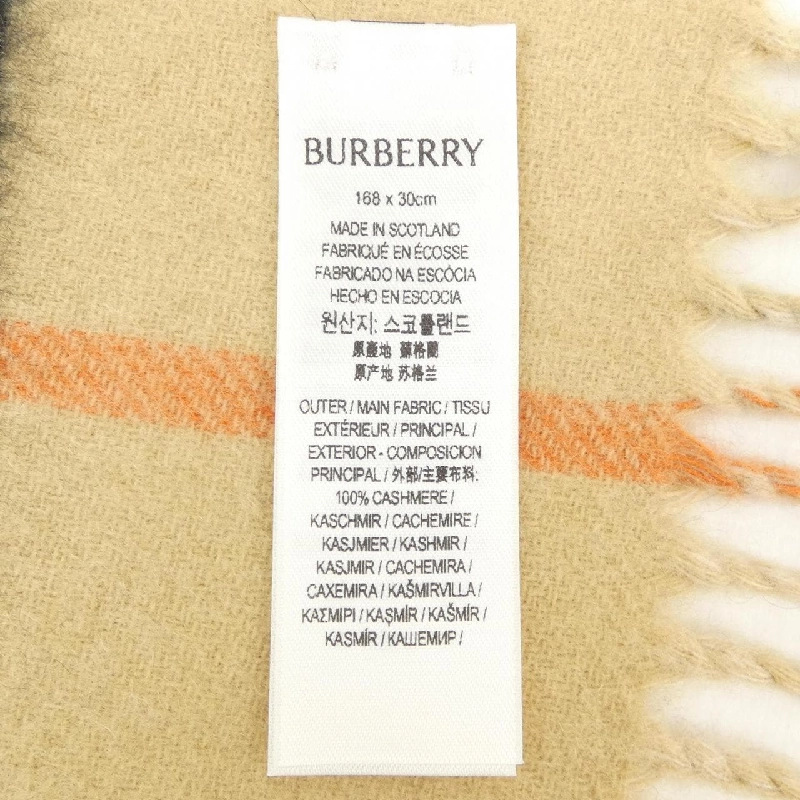 BURBERRY
168 x 30cm
MADE IN SCOTLAND
FABRIQUÉ EN ÉCOSSE
FABRICADO NA ESCÓCIA
HECHO EN ESCOCIA
원산지: 스코틀랜드
原產地 蘇格蘭
原产地 苏格兰
OUTER / MAIN FABRIC / TISSU
EXTÉRIEUR / PRINCIPAL /
EXTERIOR - COMPOSICION
PRINCIPAL / 外部/主要布料:
100% CASHMERE /
KASCHMIR / CACHEMIRE /
KASJMIER / KASHMIR /
KASJMIR / CACHEMIRA /
CAXEMIRA / KAŠMIRVILLA /
ΚΑΣΜΙΡΙ / KAŞMIR / KAŠMÍR /
KASMÍR / КАШЕМИР /